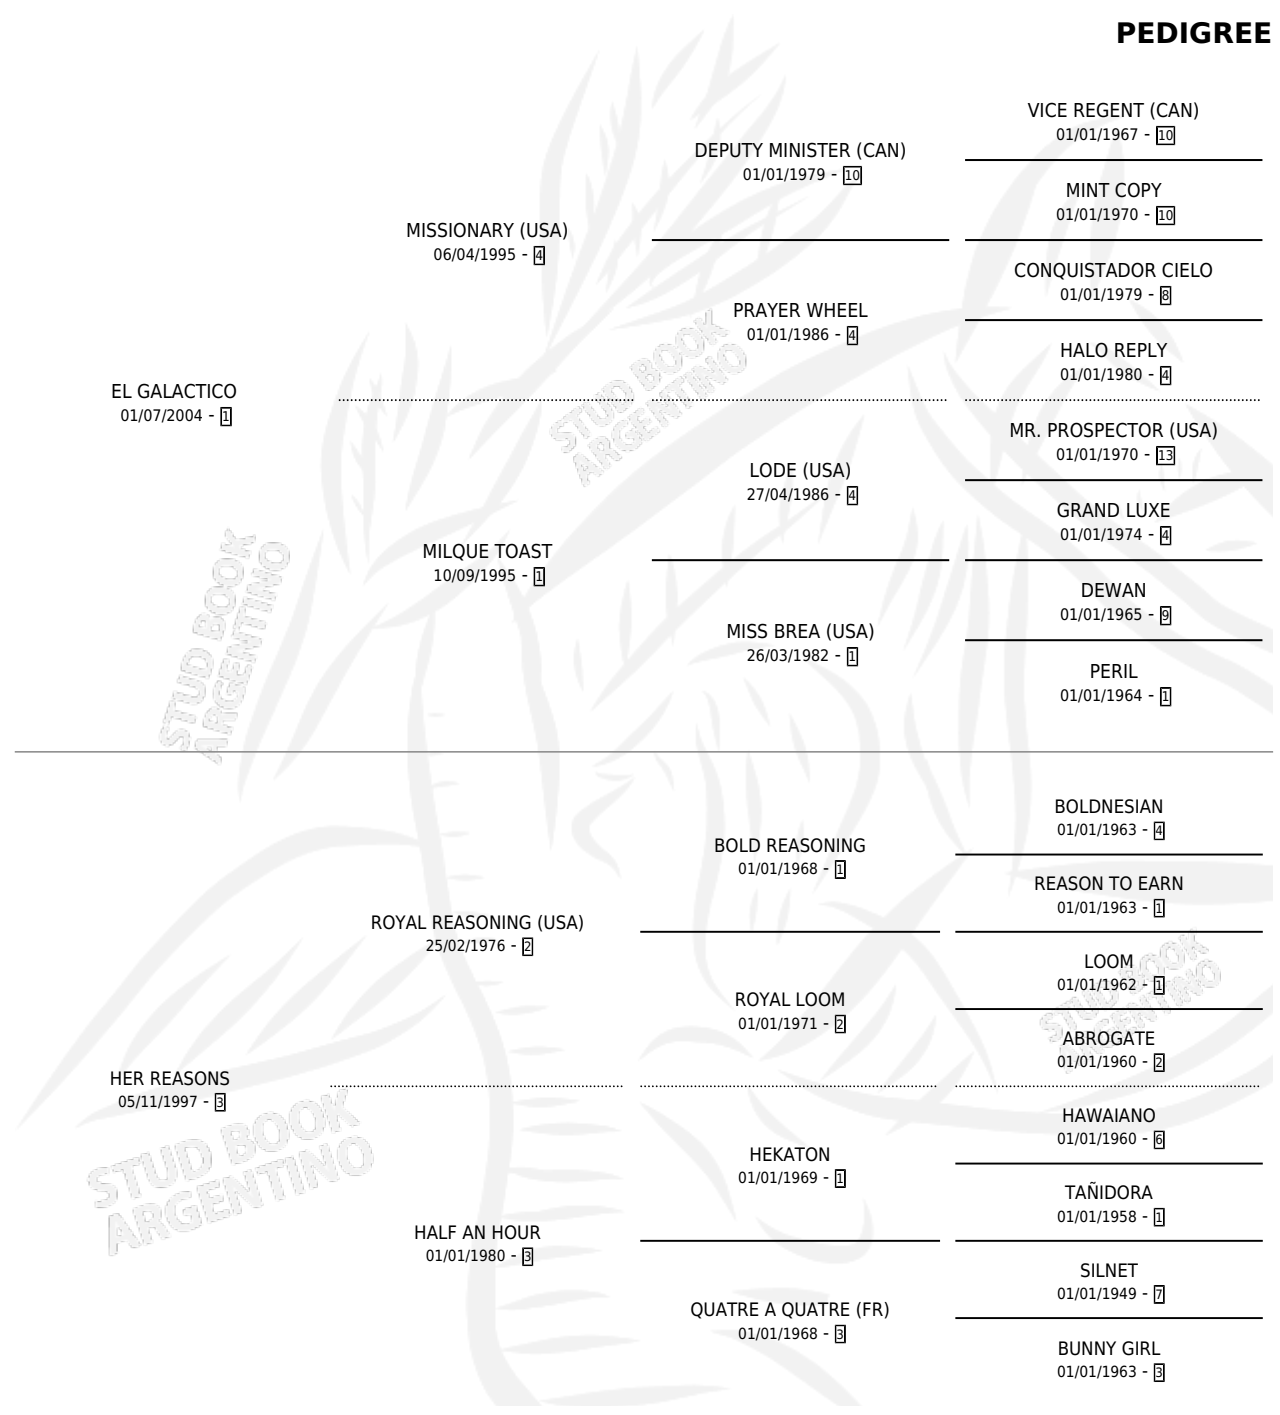 PEDIGREE
VICE REGENT (CAN)
01/01/1967 - 10
DEPUTY MINISTER (CAN)
01/01/1979 - 10
MINT COPY
01/01/1970 - 10
MISSIONARY (USA)
06/04/1995 - 4
CONQUISTADOR CIELO
01/01/1979 - 8
PRAYER WHEEL
01/01/1986 - 4
HALO REPLY
01/01/1980 - 4
EL GALACTICO
01/07/2004 - 1
STUD BOOK
ARGENTINO
MR. PROSPECTOR (USA)
01/01/1970 - 13
LODE (USA)
27/04/1986 - 4
GRAND LUXE
01/01/1974 - 4
MILQUE TOAST
10/09/1995 - 1
DEWAN
01/01/1965 - 9
MISS BREA (USA)
26/03/1982 - 1
PERIL
01/01/1964 - 1
STUD BOOK
ARGENTINO
BOLDNESIAN
01/01/1963 - 4
BOLD REASONING
01/01/1968 - 1
REASON TO EARN
01/01/1963 - 1
ROYAL REASONING (USA)
25/02/1976 - 2
LOOM
01/01/1962 - 1
ROYAL LOOM
01/01/1971 - 2
STUD BOOK
ARGENTINO
ABROGATE
01/01/1960 - 2
HER REASONS
05/11/1997 - 3
HAWAIANO
01/01/1960 - 6
HEKATON
01/01/1969 - 1
TAÑIDORA
01/01/1958 - 1
STUD BOOK
ARGENTINO
HALF AN HOUR
01/01/1980 - 3
SILNET
01/01/1949 - 7
QUATRE A QUATRE (FR)
01/01/1968 - 3
BUNNY GIRL
01/01/1963 - 3